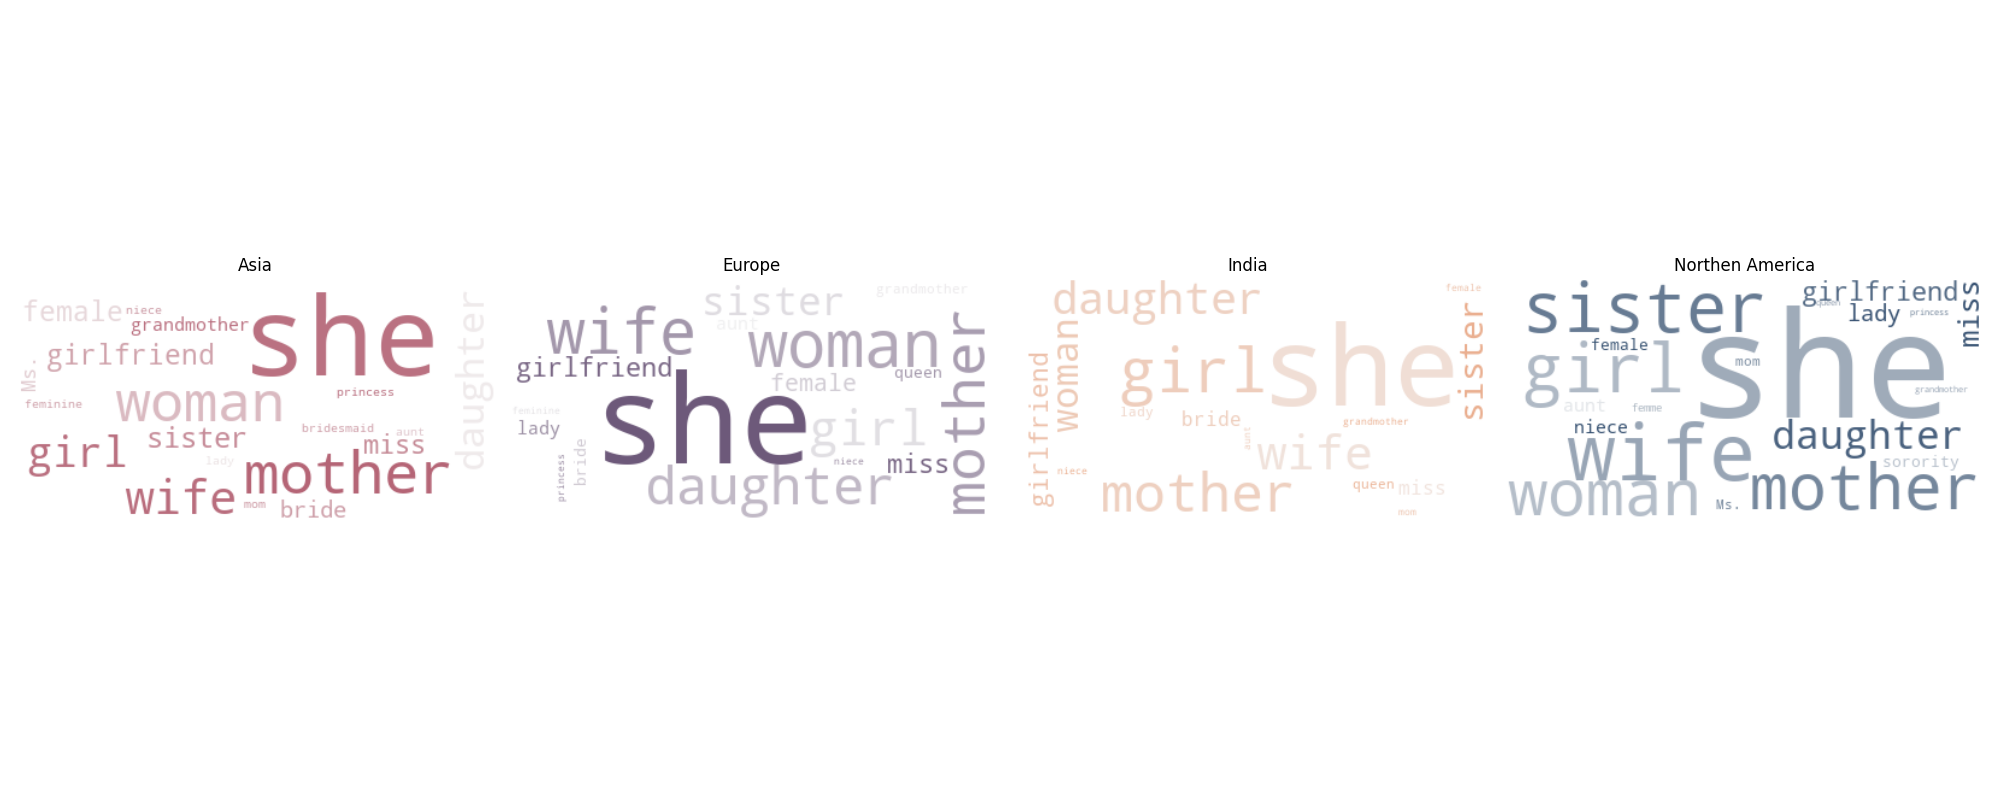 Asia
female
niece
grandmother
she
girlfriend
Ms.
feminine
princess
woman
daughter
sister
bridesmaid
aunt
miss
girl
lady
mother
wife
mom
bride
Europe
sister
grandmother
wife
aunt
woman
girlfriend
queen
female
mother
she
feminine
lady
girl
bride
princess
niece
miss
daughter
India
daughter
female
woman
sister
girl
she
girlfriend
lady
bride
grandmother
aunt
wife
niece
mother
queen
miss
mom
Northen America
sister
girlfriend
queen
lady
princess
miss
she
female
girl
mom
grandmother
aunt
femme
niece
wife
daughter
sorority
woman
Ms.
mother